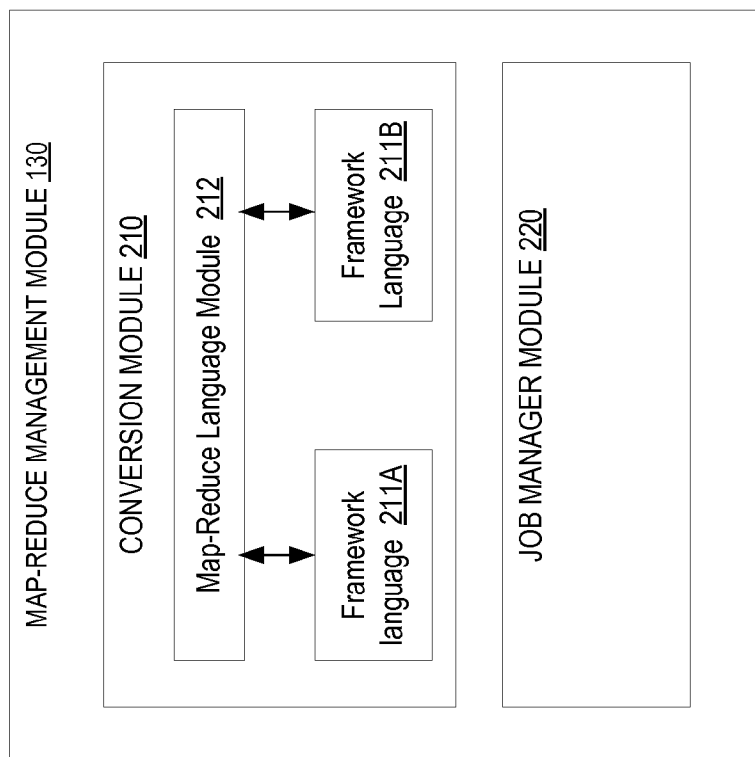 MAP-REDUCE MANAGEMENT MODULE 130
CONVERSION MODULE 210
Map-Reduce Language Module 212
Framework
language 211A
Framework
Language 211B
JOB MANAGER MODULE 220